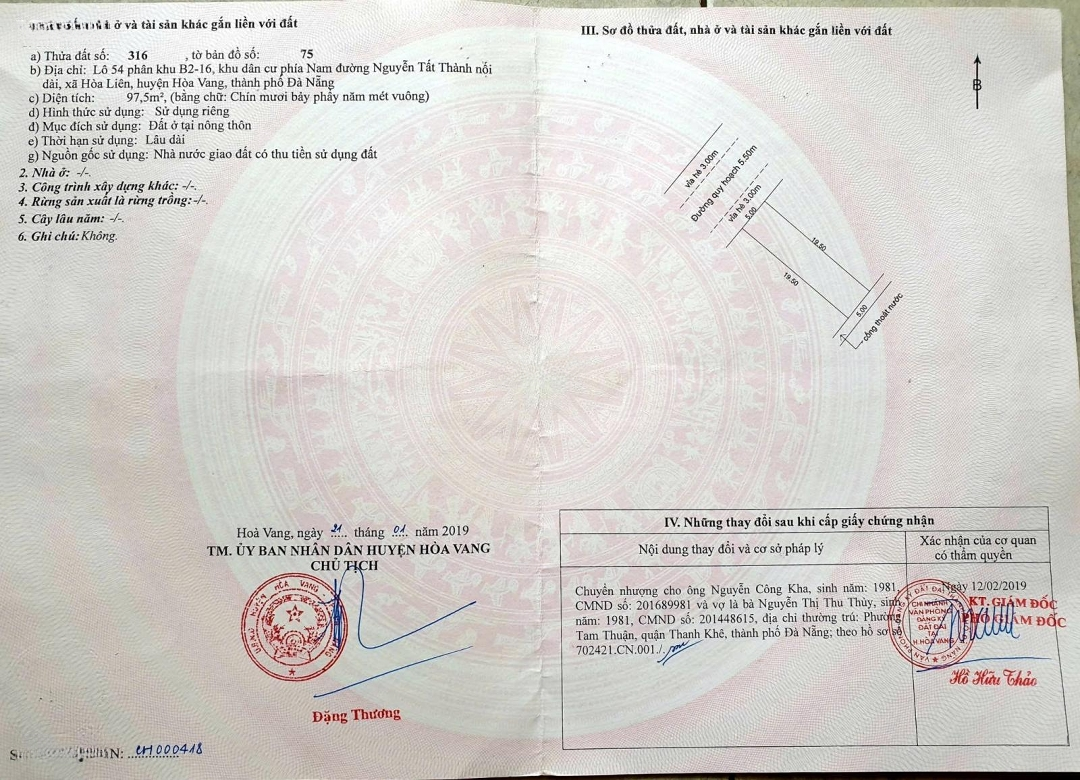 ở và tài sản khác gắn liền với đất
a) Thửa đất số: 316 , tờ bản đồ số: 75
b) Địa chỉ: Lô 54 phân khu B2-16, khu dân cư phía Nam đường Nguyễn Tất Thành nối
dài, xã Hòa Liên, huyện Hòa Vang, thành phố Đà Nẵng
c) Diện tích: 97,5m², (bằng chữ: Chín mươi bảy phẩy năm mét vuông)
d) Hình thức sử dụng: Sử dụng riêng
đ) Mục đích sử dụng: Đất ở tại nông thôn
e) Thời hạn sử dụng: Lâu dài
g) Nguồn gốc sử dụng: Nhà nước giao đất có thu tiền sử dụng đất
2. Nhà ở: -/-.
3. Công trình xây dựng khác: -/-.
4. Rừng sản xuất là rừng trồng:-/-.
5. Cây lâu năm: -/-.
6. Ghi chú: Không.
Hoà Vang, ngày 21 tháng 01 năm 2019
TM. ỦY BAN NHÂN DÂN HUYỆN HÒA VANG
CHỦ TỊCH
Đặng Thương
N: CH000418
III. Sơ đồ thửa đất, nhà ở và tài sản khác gắn liền với đất
B
vỉa hè 3.00m
Đường quy hoạch 5.50m
vỉa hè 3.00m
5.00
19.50
19.50
5.00
cống thoát nước
IV. Những thay đổi sau khi cấp giấy chứng nhận
Nội dung thay đổi và cơ sở pháp lý
Xác nhận của cơ quan
có thẩm quyền
Chuyển nhượng cho ông Nguyễn Công Kha, sinh năm: 1981,
CMND số: 201689981 và vợ là bà Nguyễn Thị Thu Thủy, sinh
năm: 1981, CMND số: 201448615, địa chỉ thường trú: Phường
Tam Thuận, quận Thanh Khê, thành phố Đà Nẵng; theo hồ sơ số
702421.CN.001./.
Ngày 12/02/2019
KT. GIÁM ĐỐC
PHÓ GIÁM ĐỐC
CHI NHÁNH
VĂN PHÒNG
ĐĂNG KÝ
ĐẤT ĐAI
TẠI
H.HÒA VANG
Hồ Hữu Thảo